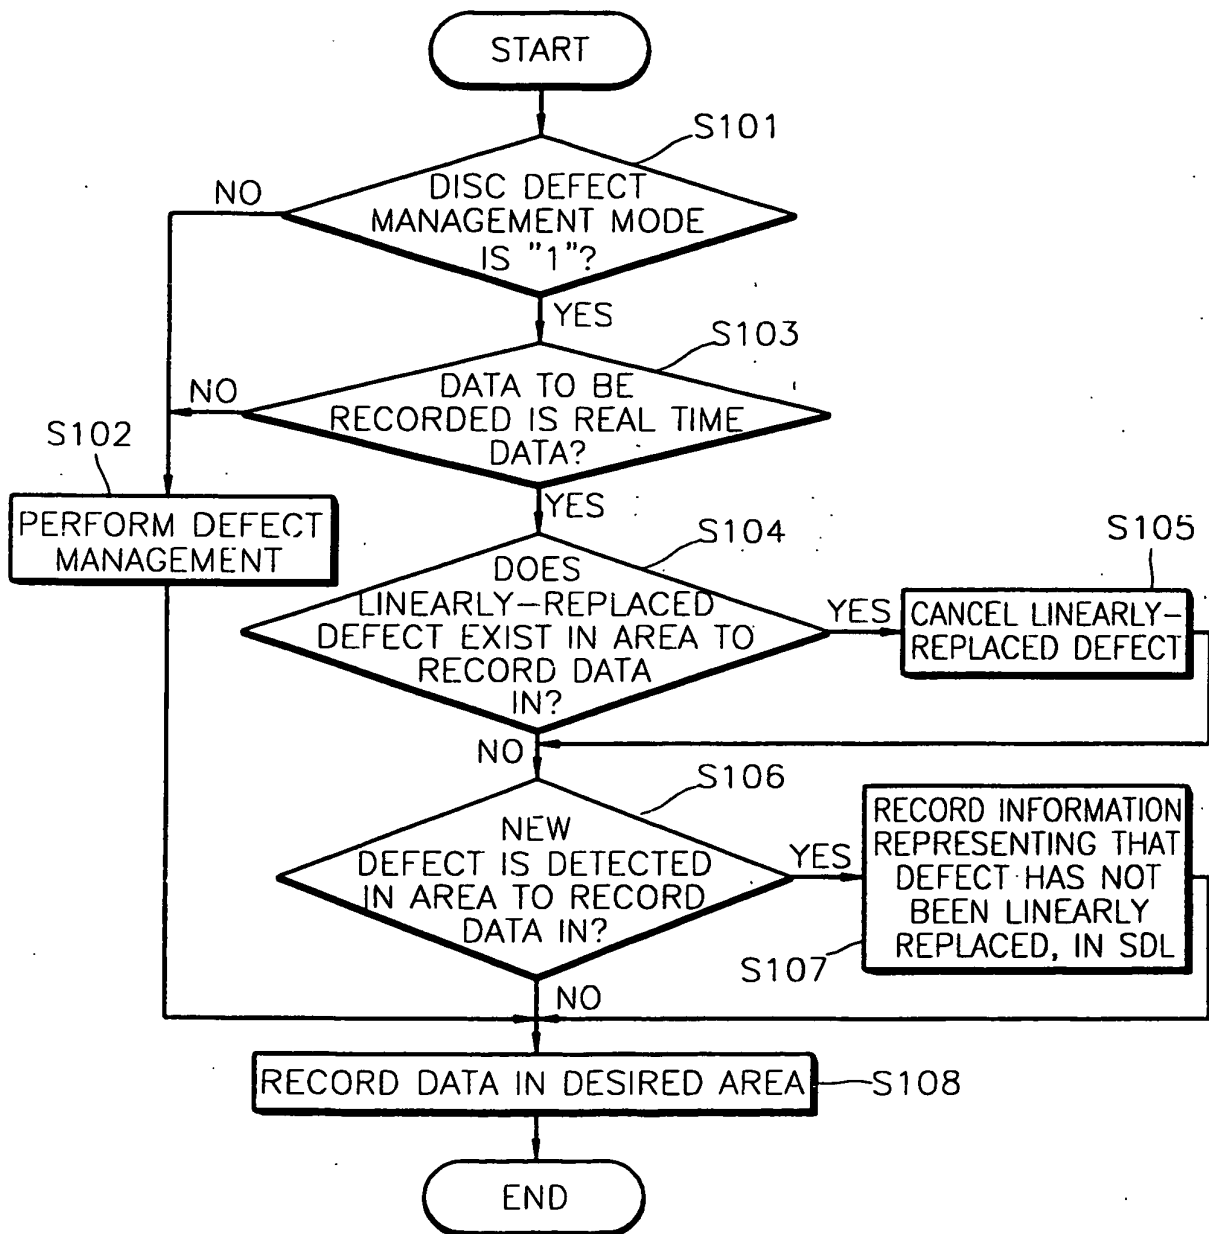 START
S101
DISC DEFECT
MANAGEMENT MODE
IS "1"?
NO
YES
S103
DATA TO BE
RECORDED IS REAL TIME
DATA?
NO
YES
S102
PERFORM DEFECT
MANAGEMENT
S104
DOES
LINEARLY-REPLACED
DEFECT EXIST IN AREA TO
RECORD DATA
IN?
YES
S105
CANCEL LINEARLY-
REPLACED DEFECT
NO
S106
NEW
DEFECT IS DETECTED
IN AREA TO RECORD
DATA IN?
YES
RECORD INFORMATION
REPRESENTING THAT
DEFECT HAS NOT
BEEN LINEARLY
REPLACED, IN SDL
S107
NO
RECORD DATA IN DESIRED AREA
S108
END